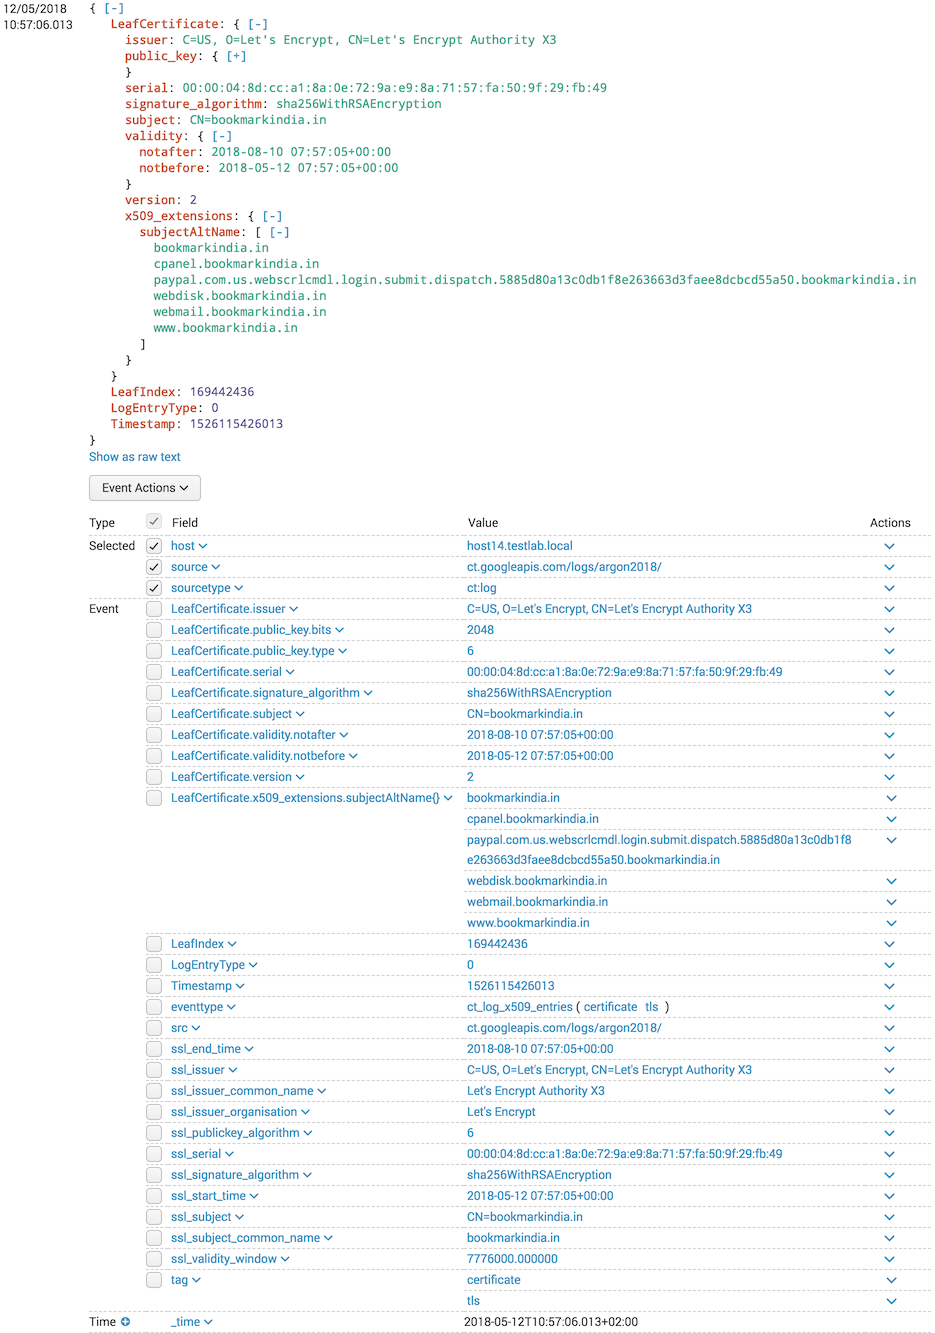 12/05/2018 { [-]
10:57:06.013 LeafCertificate: { [-]
issuer: C=US, O=Let's Encrypt, CN=Let's Encrypt Authority X3
public_key: { [+]
}
serial: 00:00:04:8d:cc:a1:8a:0e:72:9a:e9:8a:71:57:fa:50:9f:29:fb:49
signature_algorithm: sha256WithRSAEncryption
subject: CN=bookmarkindia.in
validity: { [-]
notafter: 2018-08-10 07:57:05+00:00
notbefore: 2018-05-12 07:57:05+00:00
}
version: 2
x509_extensions: { [-]
subjectAltName: [ [-]
bookmarkindia.in
cpanel.bookmarkindia.in
paypal.com.us.webscrlcmdl.login.submit.dispatch.5885d80a13c0db1f8e263663d3faee8dcbcd55a50.bookmarkindia.in
webdisk.bookmarkindia.in
webmail.bookmarkindia.in
www.bookmarkindia.in
]
}
}
LeafIndex: 169442436
LogEntryType: 0
Timestamp: 1526115426013
}
Show as raw text
Event Actions
Type Field Value Actions
Selected host host14.testlab.local
source ct.googleapis.com/logs/argon2018/
sourcetype ct:log
Event LeafCertificate.issuer C=US, O=Let's Encrypt, CN=Let's Encrypt Authority X3
LeafCertificate.public_key.bits 2048
LeafCertificate.public_key.type 6
LeafCertificate.serial 00:00:04:8d:cc:a1:8a:0e:72:9a:e9:8a:71:57:fa:50:9f:29:fb:49
LeafCertificate.signature_algorithm sha256WithRSAEncryption
LeafCertificate.subject CN=bookmarkindia.in
LeafCertificate.validity.notafter 2018-08-10 07:57:05+00:00
LeafCertificate.validity.notbefore 2018-05-12 07:57:05+00:00
LeafCertificate.version 2
LeafCertificate.x509_extensions.subjectAltName{} bookmarkindia.in
cpanel.bookmarkindia.in
paypal.com.us.webscrlcmdl.login.submit.dispatch.5885d80a13c0db1f8
e263663d3faee8dcbcd55a50.bookmarkindia.in
webdisk.bookmarkindia.in
webmail.bookmarkindia.in
www.bookmarkindia.in
LeafIndex 169442436
LogEntryType 0
Timestamp 1526115426013
eventtype ct_log_x509_entries ( certificate tls )
src ct.googleapis.com/logs/argon2018/
ssl_end_time 2018-08-10 07:57:05+00:00
ssl_issuer C=US, O=Let's Encrypt, CN=Let's Encrypt Authority X3
ssl_issuer_common_name Let's Encrypt Authority X3
ssl_issuer_organisation Let's Encrypt
ssl_publickey_algorithm 6
ssl_serial 00:00:04:8d:cc:a1:8a:0e:72:9a:e9:8a:71:57:fa:50:9f:29:fb:49
ssl_signature_algorithm sha256WithRSAEncryption
ssl_start_time 2018-05-12 07:57:05+00:00
ssl_subject CN=bookmarkindia.in
ssl_subject_common_name bookmarkindia.in
ssl_validity_window 7776000.000000
tag certificate
tls
Time _time 2018-05-12T10:57:06.013+02:00